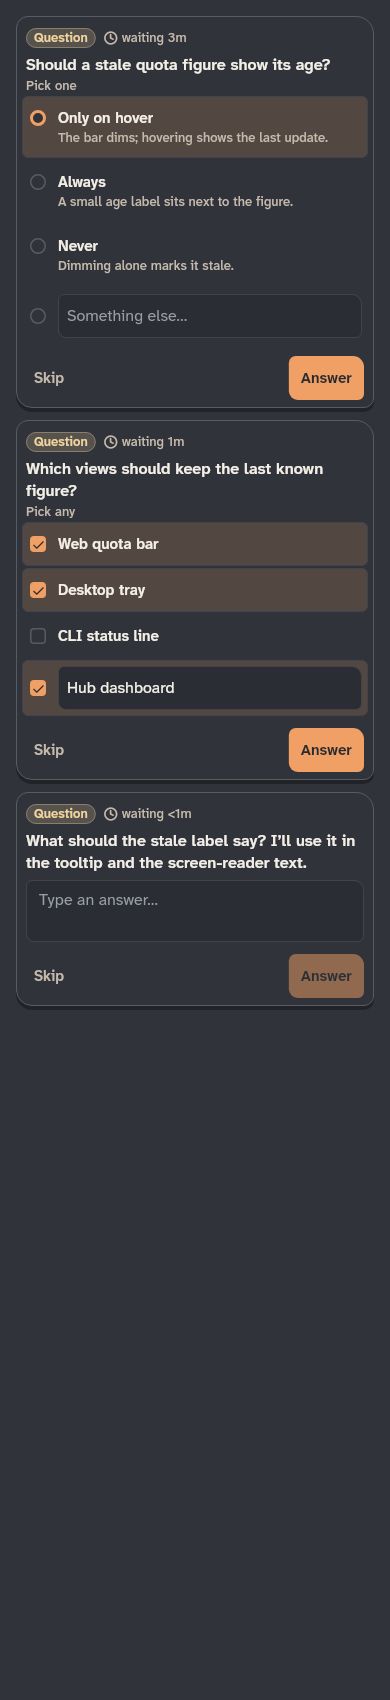 Question waiting 3m
Should a stale quota figure show its age?
Pick one
Only on hover
The bar dims; hovering shows the last update.
Always
A small age label sits next to the figure.
Never
Dimming alone marks it stale.
Something else...
Skip Answer
Question waiting 1m
Which views should keep the last known
figure?
Pick any
Web quota bar
Desktop tray
CLI status line
Hub dashboard
Skip Answer
Question waiting <1m
What should the stale label say? I’ll use it in
the tooltip and the screen-reader text.
Type an answer...
Skip Answer